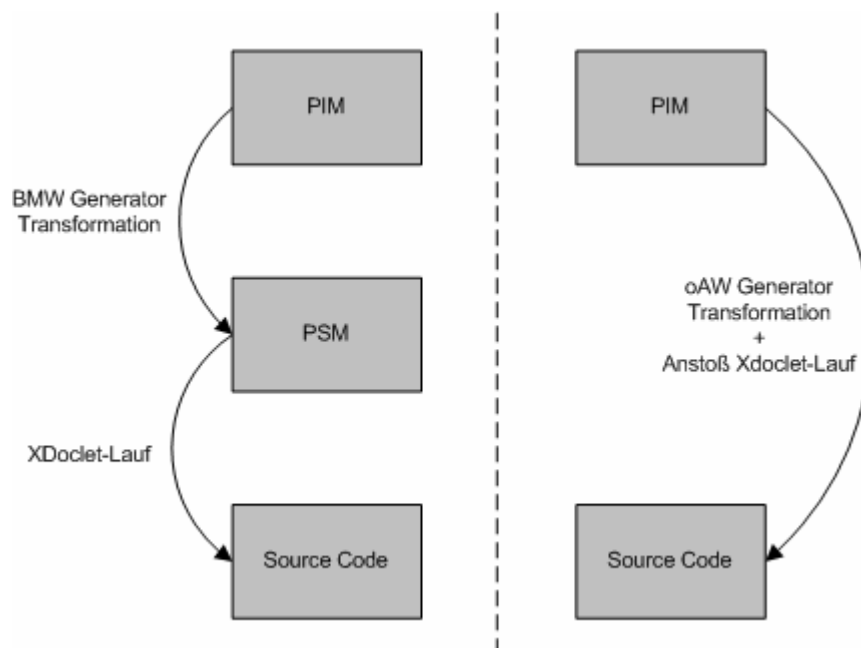 PIM
BMW Generator
Transformation
PSM
XDoclet-Lauf
Source Code
PIM
oAW Generator
Transformation
+
Anstoß Xdoclet-Lauf
Source Code